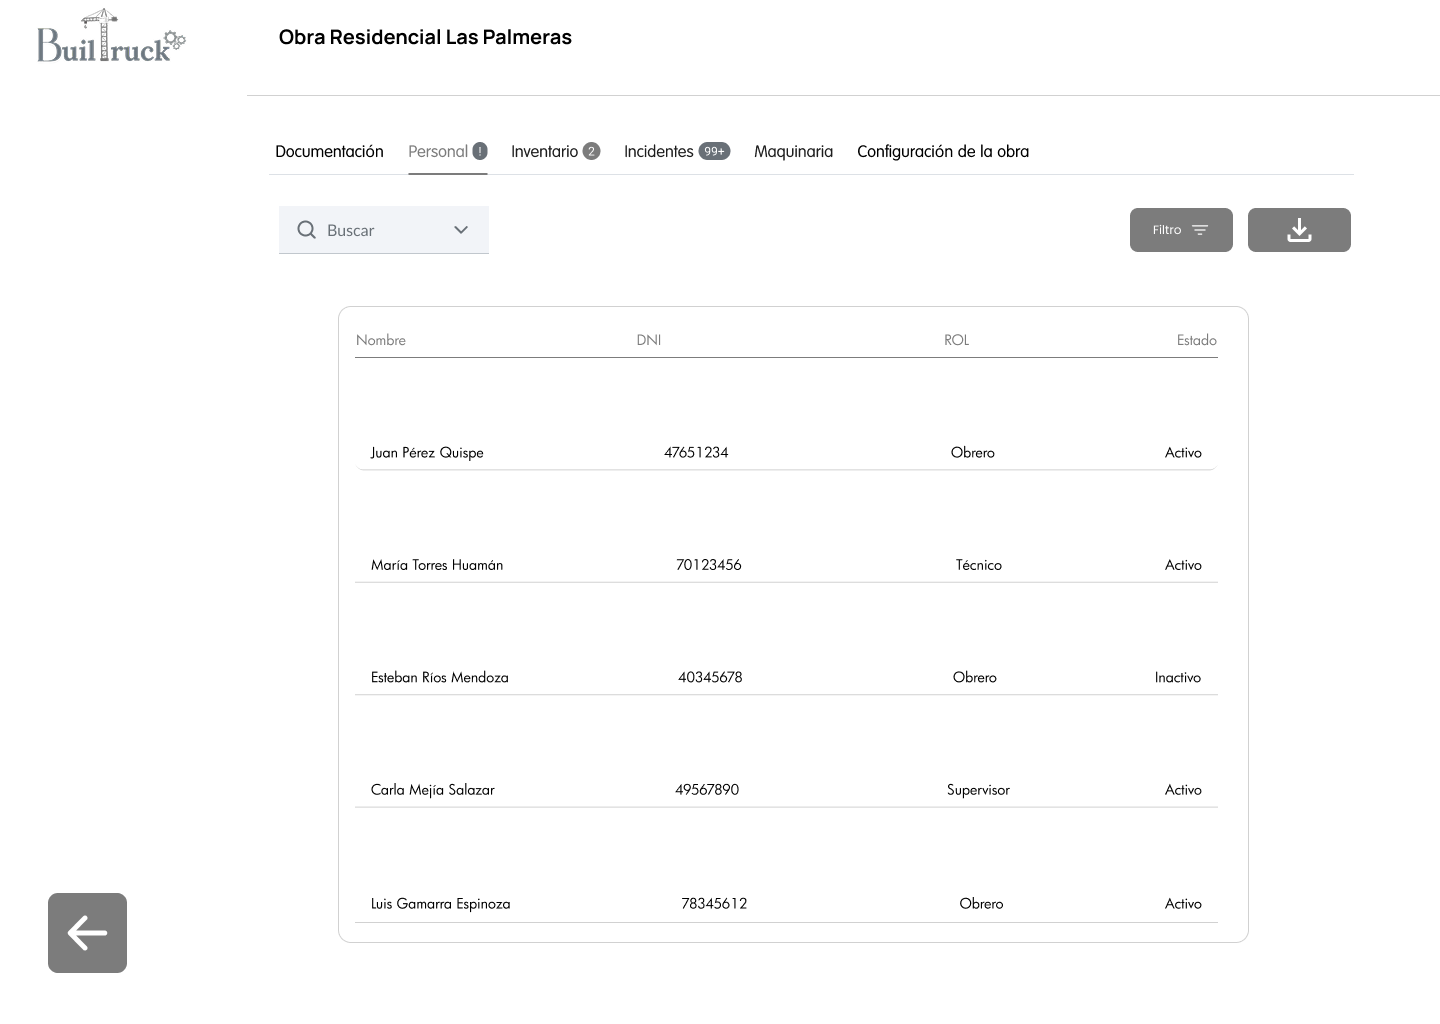 BuilTruck
Obra Residencial Las Palmeras
Documentación Personal ! Inventario 2 Incidentes 99+ Maquinaria Configuración de la obra
Buscar
Filtro
Nombre DNI ROL Estado
Juan Pérez Quispe 47651234 Obrero Activo
María Torres Huamán 70123456 Técnico Activo
Esteban Ríos Mendoza 40345678 Obrero Inactivo
Carla Mejía Salazar 49567890 Supervisor Activo
Luis Gamarra Espinoza 78345612 Obrero Activo